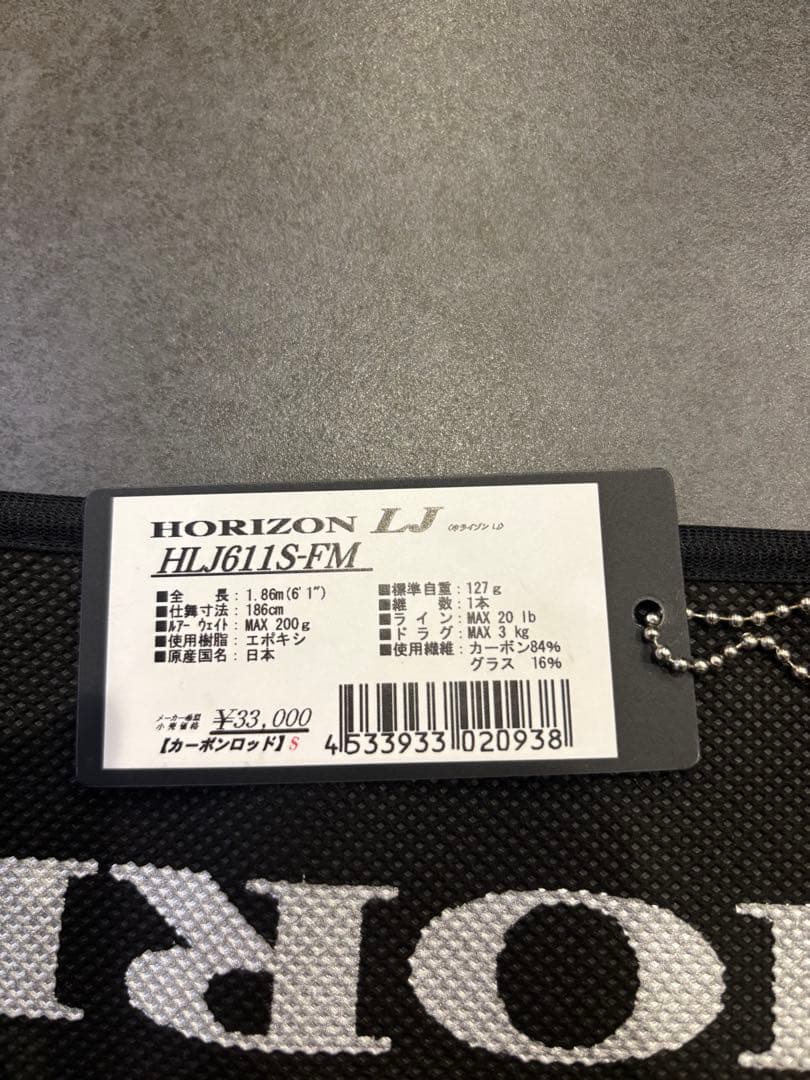 HORIZON LJ (ホライゾン LJ)
HLJ611S-FM
■全　長：1.86m(6'1")
■仕舞寸法：186cm
■ルアー ウェイト：MAX 200g
■使用樹脂：エポキシ
■原産国名：日本
■標準自重：127g
■継　数：1本
■ライン：MAX 20 lb
■ドラグ：MAX 3 kg
■使用繊維：カーボン84%
グラス 16%
メーカー希望
小売価格 ¥33,000
【カーボンロッド】S
4533933020938
RO